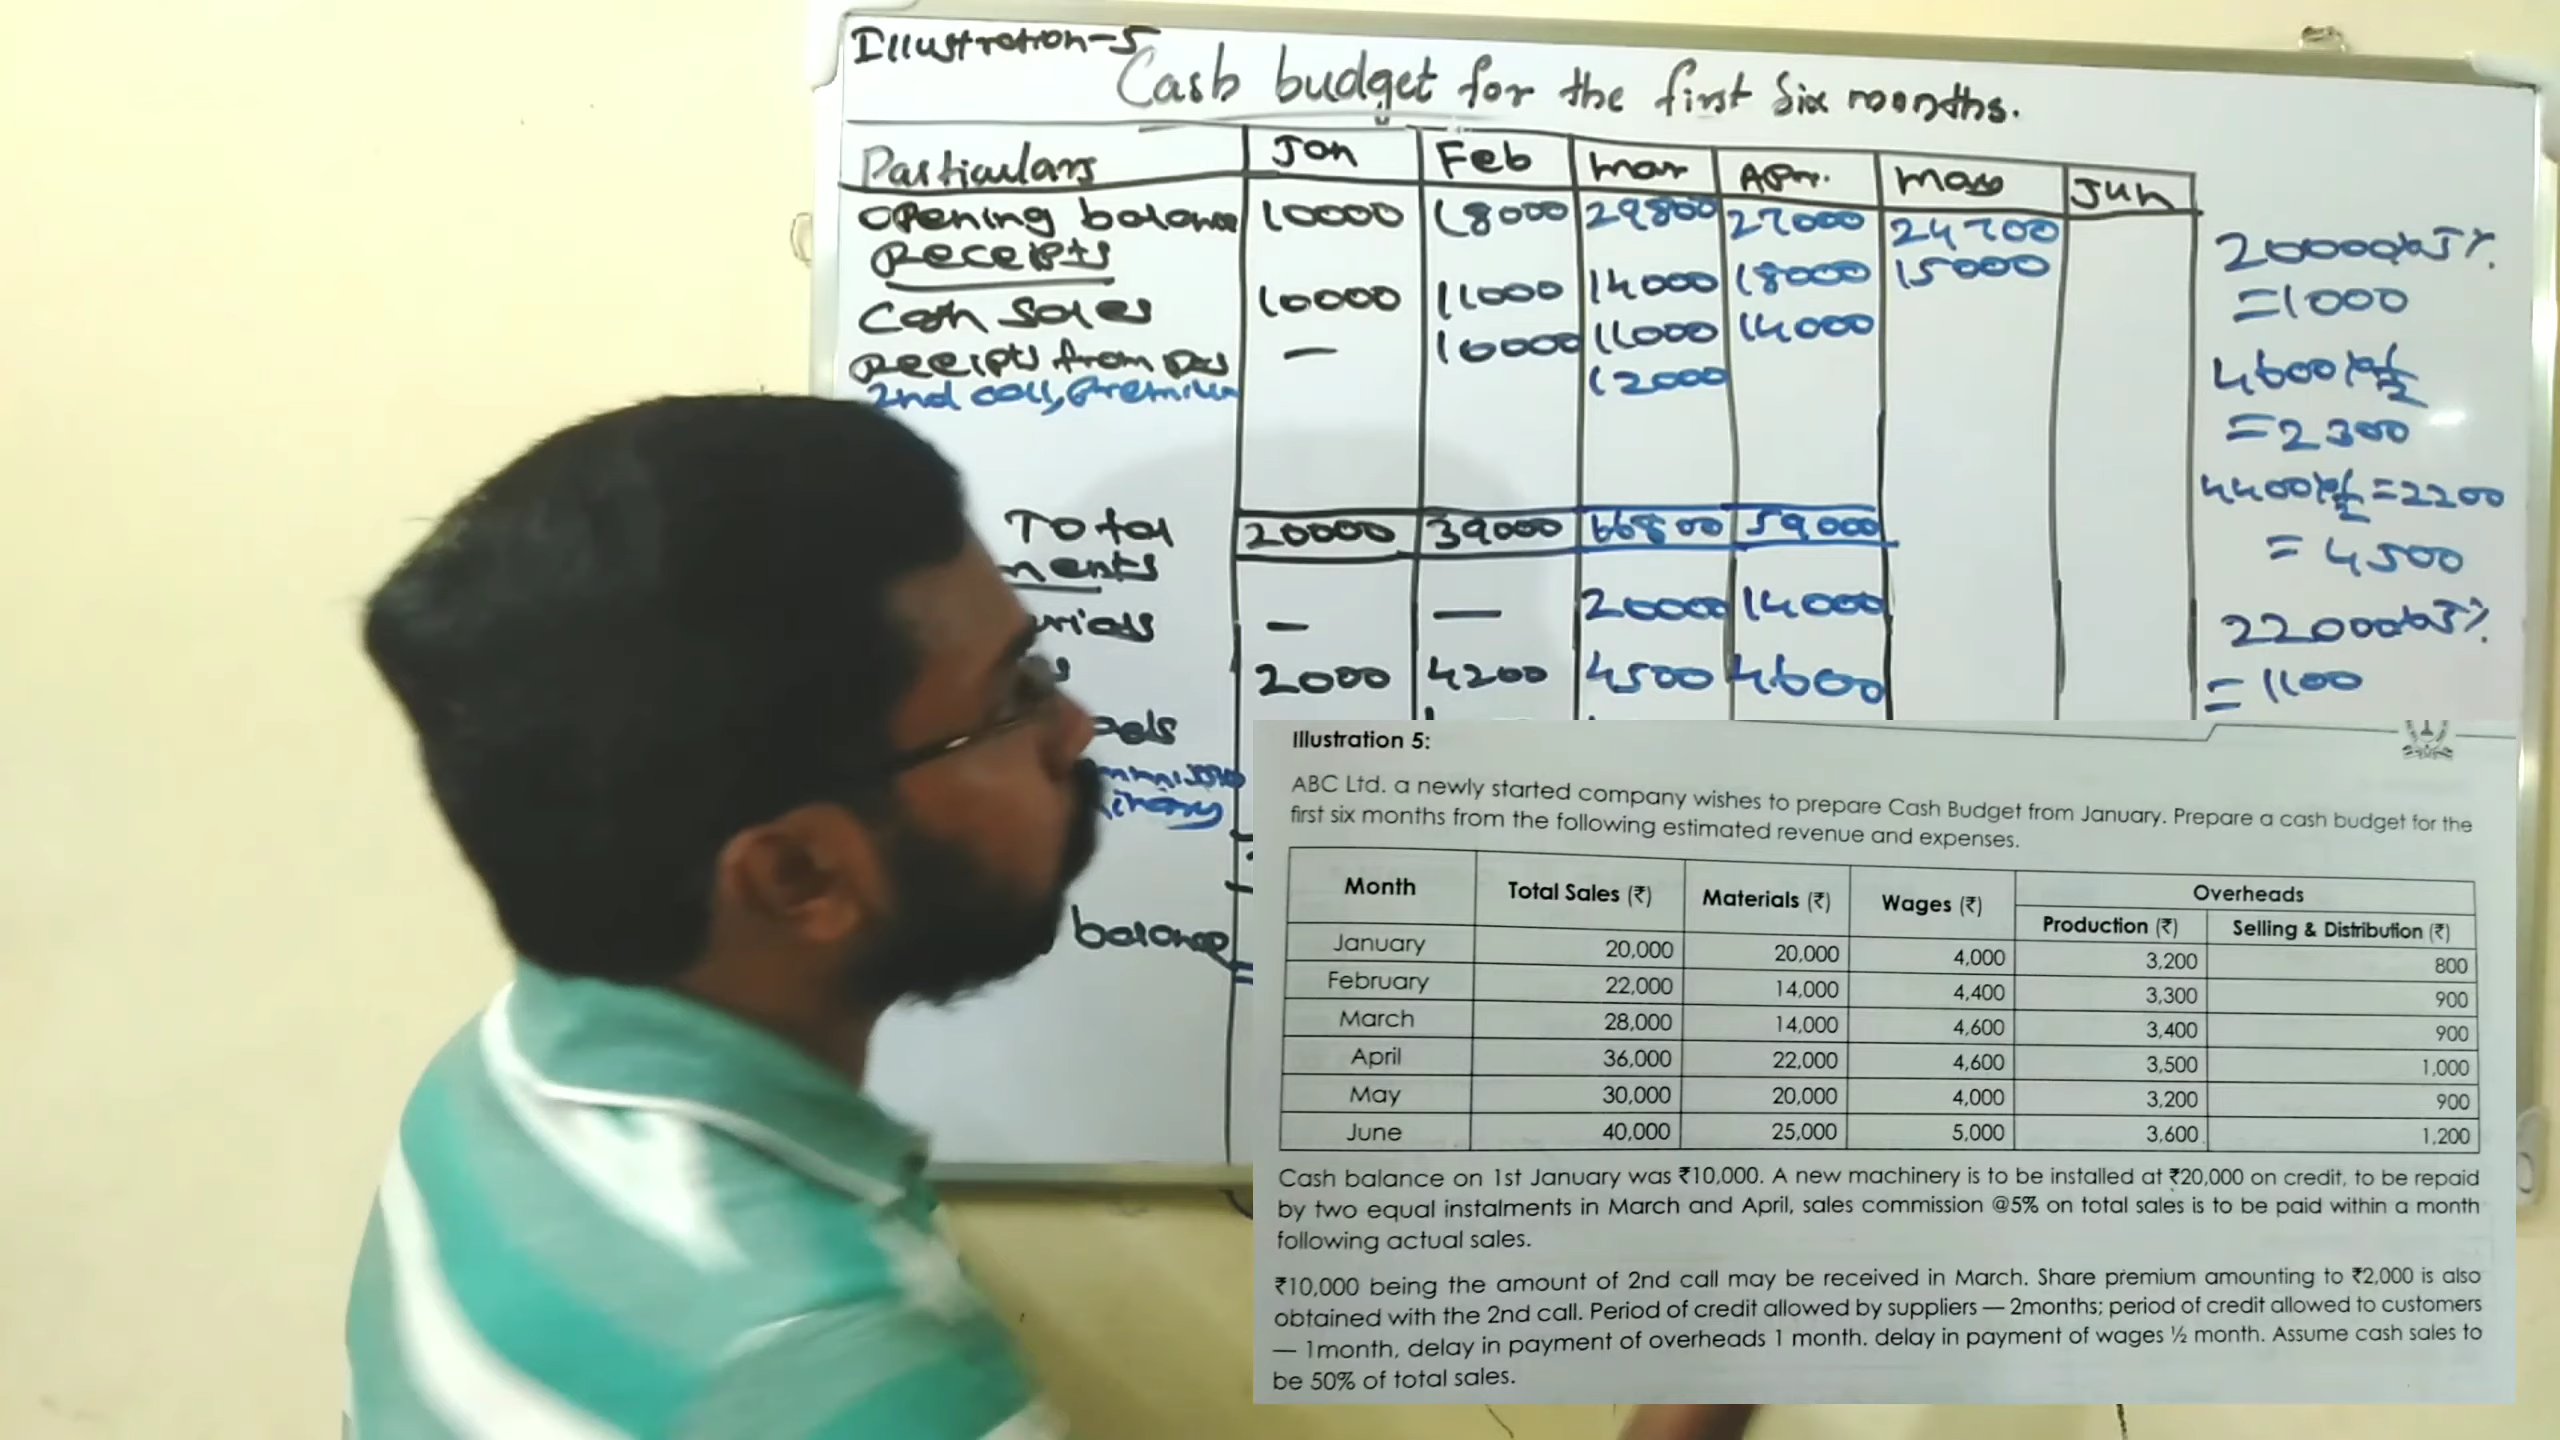 Illustration-5
Cash budget for the first six months.
Particulars Jan Feb mar APr. may Jun
opening balance 10000 18000 29800 27000 24700
Receipts
Cash sales 10000 11000 14000 18000 15000
Receipts from Drs — 10000 11000 14000
2nd call, Premium 12000
Total 20000 39000 66800 59000
ments
rials — — 20000 14000
s 2000 4200 4500 4600
balance
20000x5%
=1000
4600x1/2
=2300
4400x1/2=2200
=4500
22000x5%
=1100
Illustration 5:
ABC Ltd. a newly started company wishes to prepare Cash Budget from January. Prepare a cash budget for the
first six months from the following estimated revenue and expenses.
Month Total Sales (₹) Materials (₹) Wages (₹) Overheads
Production (₹) Selling & Distribution (₹)
January 20,000 20,000 4,000 3,200 800
February 22,000 14,000 4,400 3,300 900
March 28,000 14,000 4,600 3,400 900
April 36,000 22,000 4,600 3,500 1,000
May 30,000 20,000 4,000 3,200 900
June 40,000 25,000 5,000 3,600 1,200
Cash balance on 1st January was ₹10,000. A new machinery is to be installed at ₹20,000 on credit, to be repaid
by two equal instalments in March and April, sales commission @5% on total sales is to be paid within a month
following actual sales.
₹10,000 being the amount of 2nd call may be received in March. Share premium amounting to ₹2,000 is also
obtained with the 2nd call. Period of credit allowed by suppliers — 2months; period of credit allowed to customers
— 1month, delay in payment of overheads 1 month. delay in payment of wages ½ month. Assume cash sales to
be 50% of total sales.